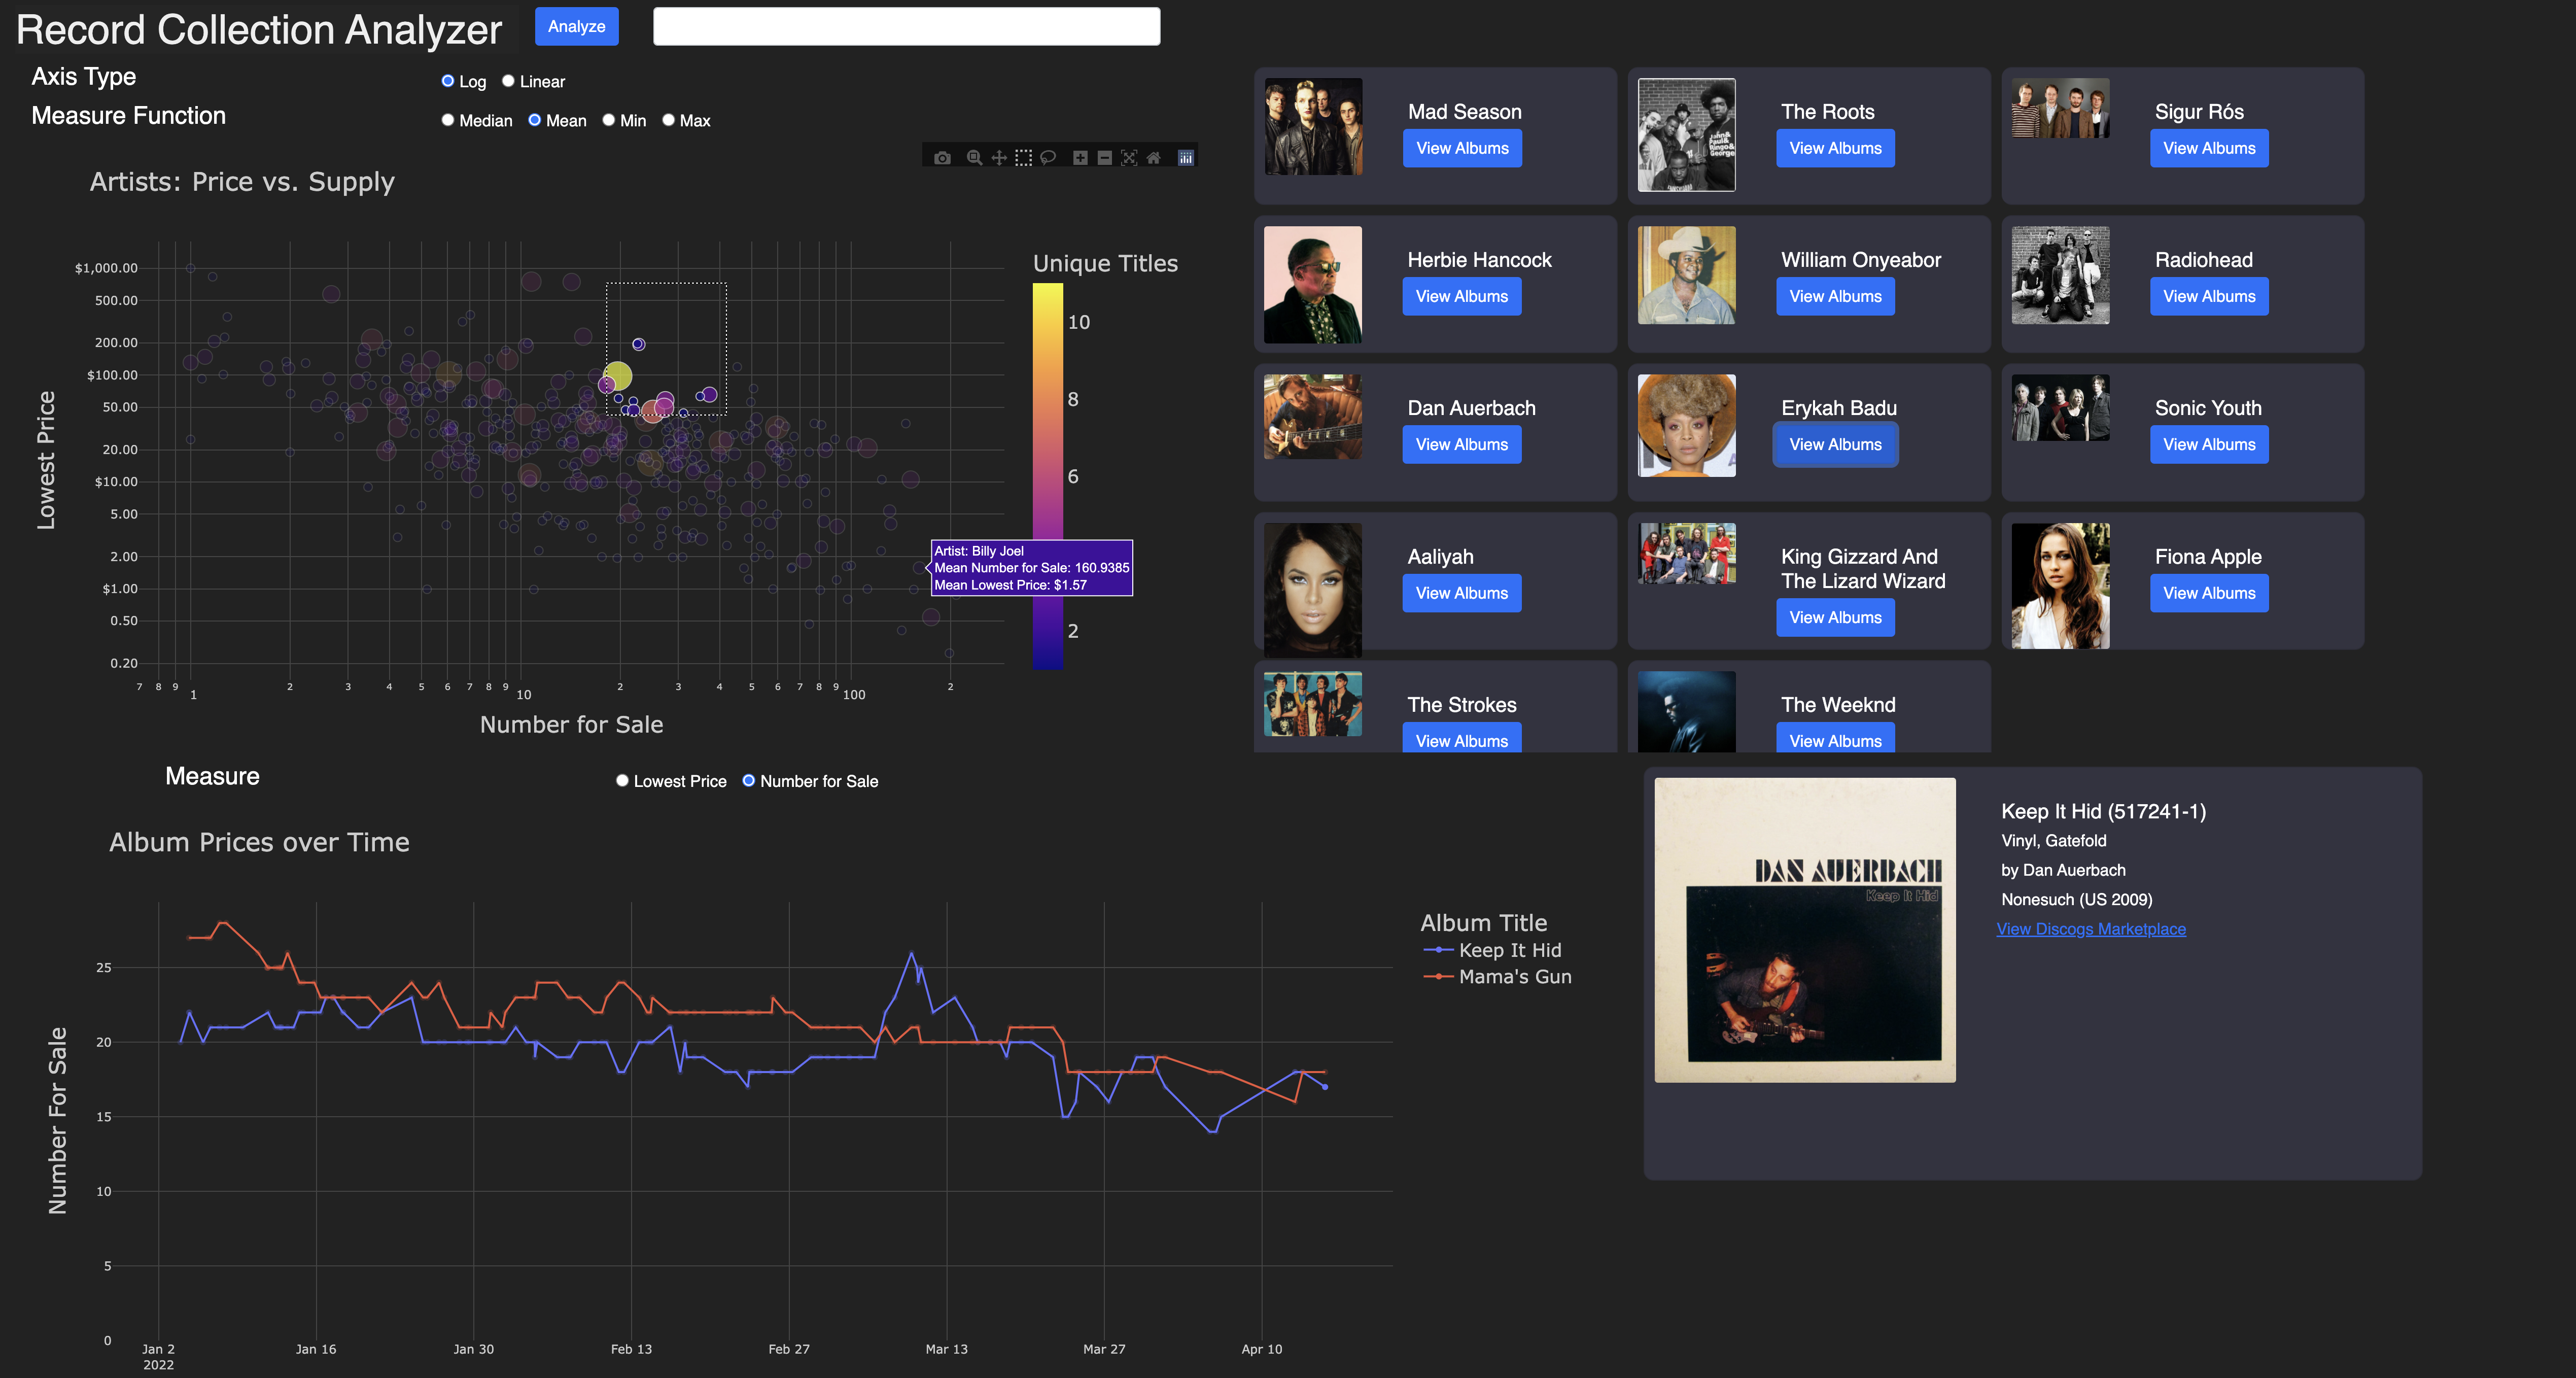 Record Collection Analyzer
Analyze
Axis Type
Log Linear
Measure Function
Median Mean Min Max
Artists: Price vs. Supply
Lowest Price
$1,000.00
500.00
200.00
$100.00
50.00
20.00
$10.00
5.00
2.00
$1.00
0.50
0.20
7 8 9 1 2 3 4 5 6 7 8 9 10 2 3 4 5 6 7 8 9 100 2
Number for Sale
Unique Titles
10
8
6
2
Artist: Billy Joel
Mean Number for Sale: 160.9385
Mean Lowest Price: $1.57
Mad Season
View Albums
The Roots
View Albums
Sigur Rós
View Albums
Herbie Hancock
View Albums
William Onyeabor
View Albums
Radiohead
View Albums
Dan Auerbach
View Albums
Erykah Badu
View Albums
Sonic Youth
View Albums
Aaliyah
View Albums
King Gizzard And
The Lizard Wizard
View Albums
Fiona Apple
View Albums
The Strokes
View Albums
The Weeknd
View Albums
Measure
Lowest Price Number for Sale
Album Prices over Time
Number For Sale
25
20
15
10
5
0
Jan 2 Jan 16 Jan 30 Feb 13 Feb 27 Mar 13 Mar 27 Apr 10
2022
Album Title
Keep It Hid
Mama's Gun
DAN AUERBACH
Keep It Hid
Keep It Hid (517241-1)
Vinyl, Gatefold
by Dan Auerbach
Nonesuch (US 2009)
View Discogs Marketplace